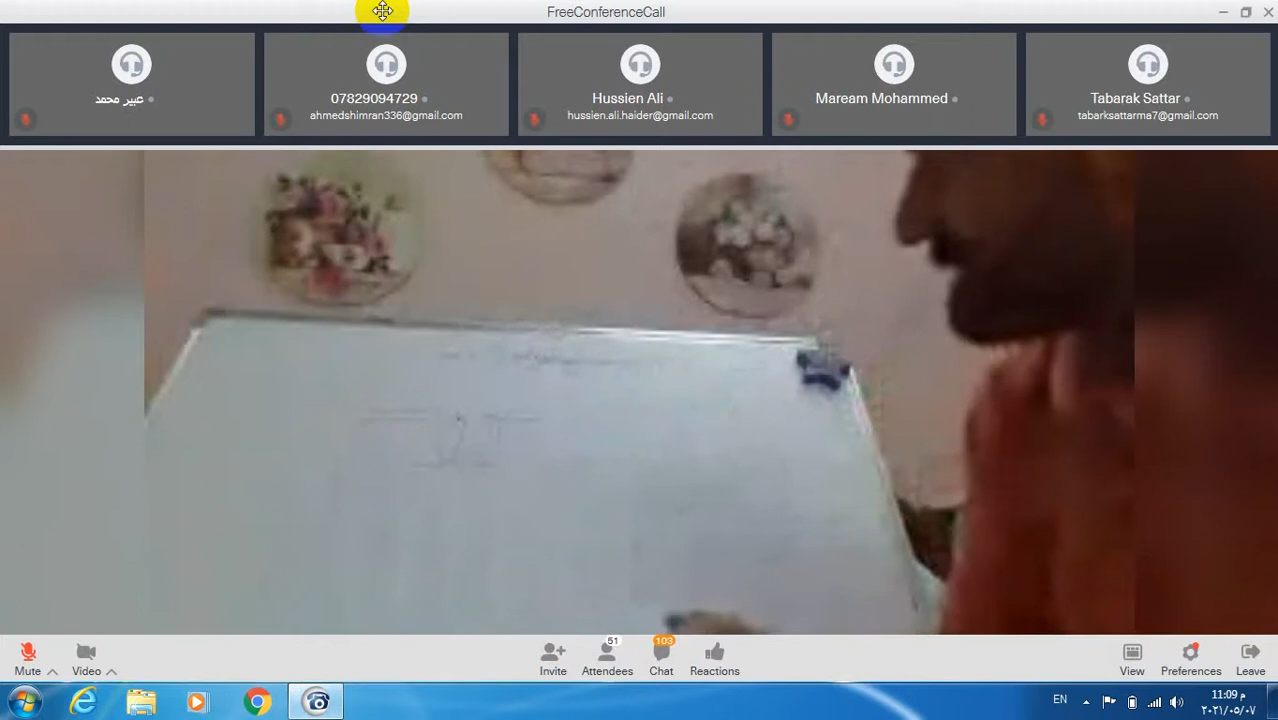 FreeConferenceCall
عبير محمد
07829094729
ahmedshimran336@gmail.com
Hussien Ali
hussien.ali.haider@gmail.com
Maream Mohammed
Tabarak Sattar
tabarksattarma7@gmail.com
51
103
Mute
Video
Invite
Attendees
Chat
Reactions
View
Preferences
Leave
EN
11:09 م
٢٠٢١/٠٥/٠٧